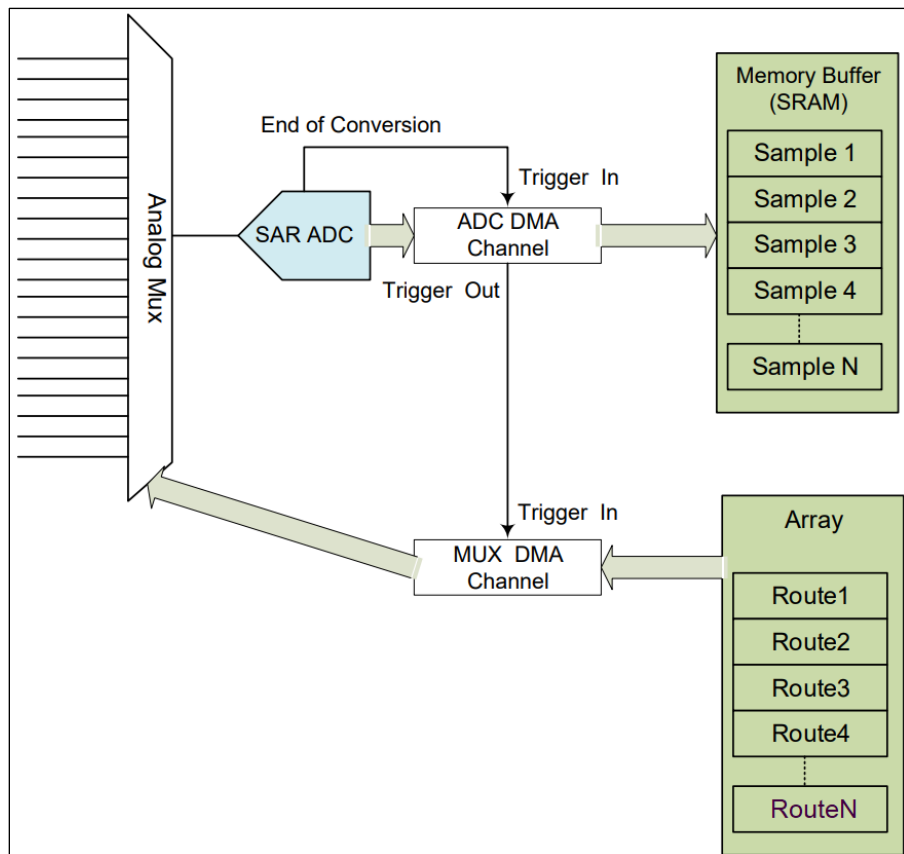 Memory Buffer
(SRAM)
Sample 1
Sample 2
Sample 3
Sample 4
Sample N
End of Conversion
Trigger In
Analog Mux
SAR ADC
ADC DMA
Channel
Trigger Out
Trigger In
MUX DMA
Channel
Array
Route1
Route2
Route3
Route4
RouteN